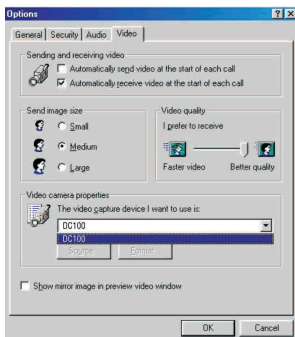 Options
General Security Audio Video
Sending and receiving video
Automatically send video at the start of each call
Automatically receive video at the start of each call
Send image size
Small
Medium
Large
Video quality
I prefer to receive
Faster video Better quality
Video camera properties
The video capture device I want to use is:
DC100
DC100
Source... Format...
Show mirror image in preview video window
OK Cancel